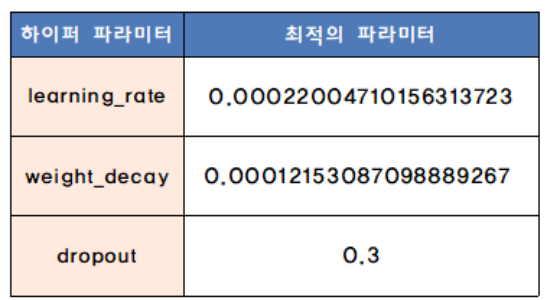 하이퍼 파라미터 최적의 파라미터
learning_rate 0.00022004710156313723
weight_decay 0.00012153087098889267
dropout 0.3